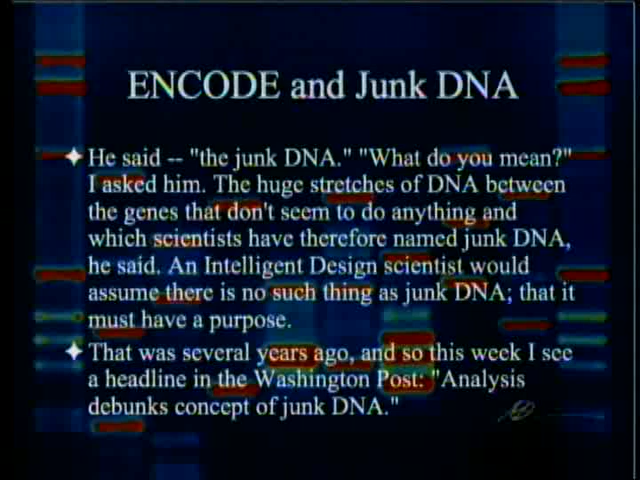 ENCODE and Junk DNA
He said -- "the junk DNA." "What do you mean?"
I asked him. The huge stretches of DNA between
the genes that don't seem to do anything and
which scientists have therefore named junk DNA,
he said. An Intelligent Design scientist would
assume there is no such thing as junk DNA; that it
must have a purpose.
That was several years ago, and so this week I see
a headline in the Washington Post: "Analysis
debunks concept of junk DNA."